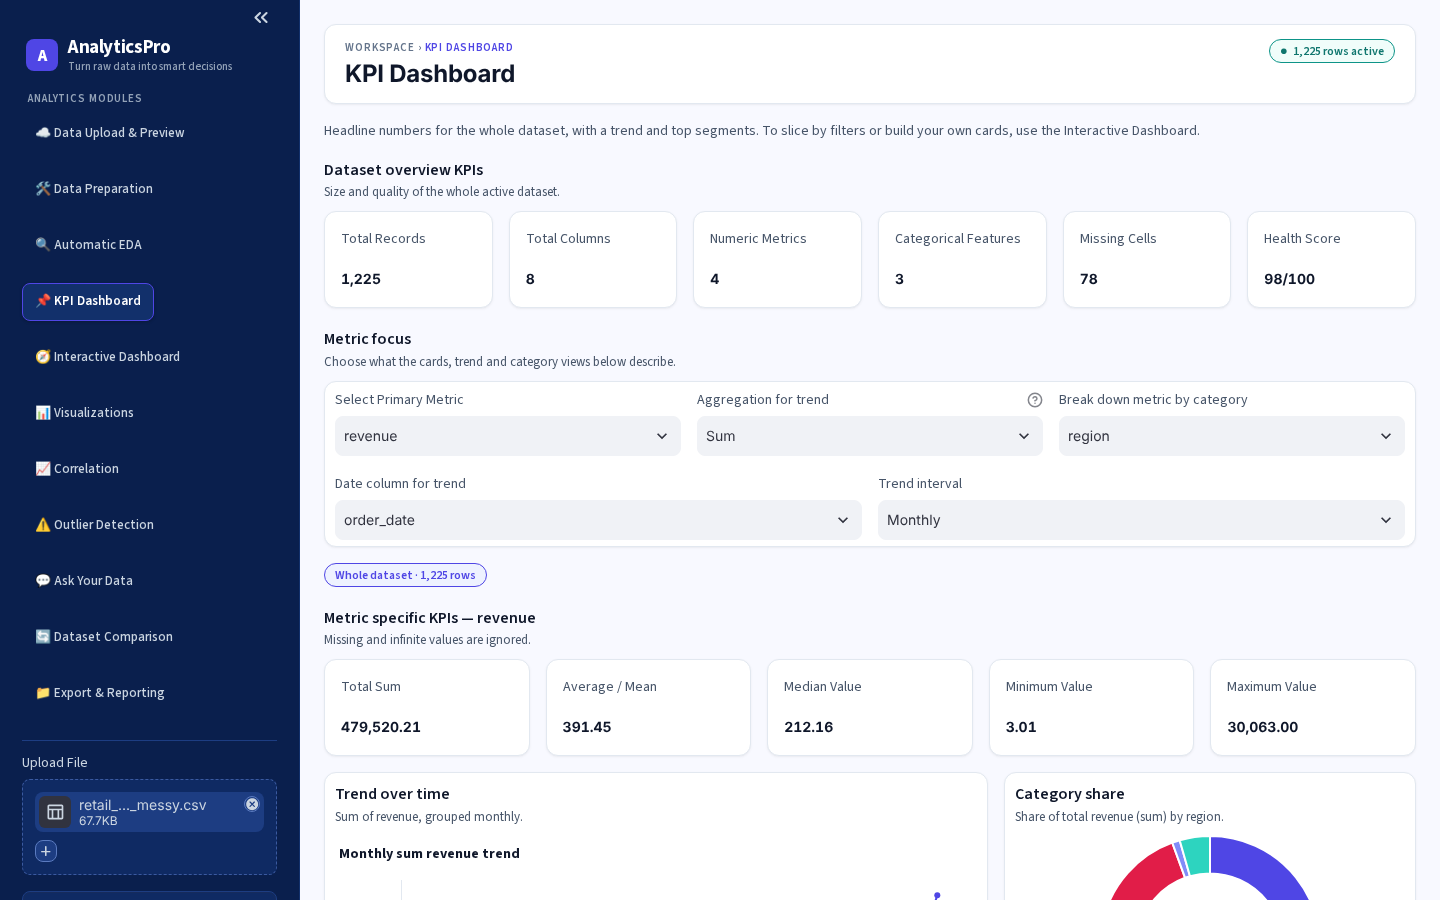 A
AnalyticsPro
Turn raw data into smart decisions
ANALYTICS MODULES
Data Upload & Preview
Data Preparation
Automatic EDA
KPI Dashboard
Interactive Dashboard
Visualizations
Correlation
Outlier Detection
Ask Your Data
Dataset Comparison
Export & Reporting
Upload File
retail_..._messy.csv
67.7KB
WORKSPACE › KPI DASHBOARD
KPI Dashboard
1,225 rows active
Headline numbers for the whole dataset, with a trend and top segments. To slice by filters or build your own cards, use the Interactive Dashboard.
Dataset overview KPIs
Size and quality of the whole active dataset.
Total Records
1,225
Total Columns
8
Numeric Metrics
4
Categorical Features
3
Missing Cells
78
Health Score
98/100
Metric focus
Choose what the cards, trend and category views below describe.
Select Primary Metric
revenue
Aggregation for trend
Sum
Break down metric by category
region
Date column for trend
order_date
Trend interval
Monthly
Whole dataset · 1,225 rows
Metric specific KPIs — revenue
Missing and infinite values are ignored.
Total Sum
479,520.21
Average / Mean
391.45
Median Value
212.16
Minimum Value
3.01
Maximum Value
30,063.00
Trend over time
Sum of revenue, grouped monthly.
Monthly sum revenue trend
Category share
Share of total revenue (sum) by region.